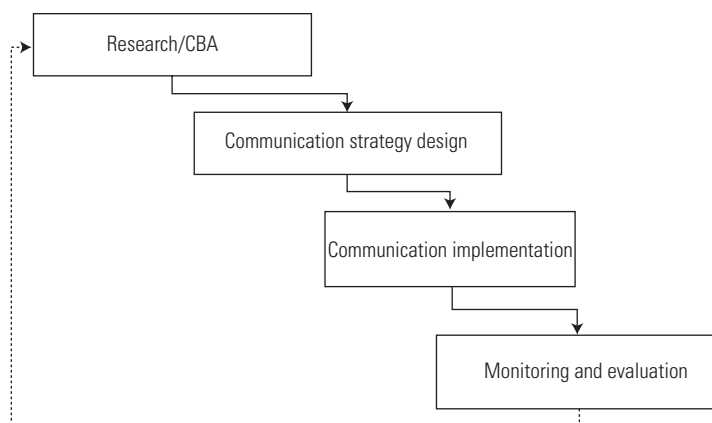 Research/CBA
Communication strategy design
Communication implementation
Monitoring and evaluation